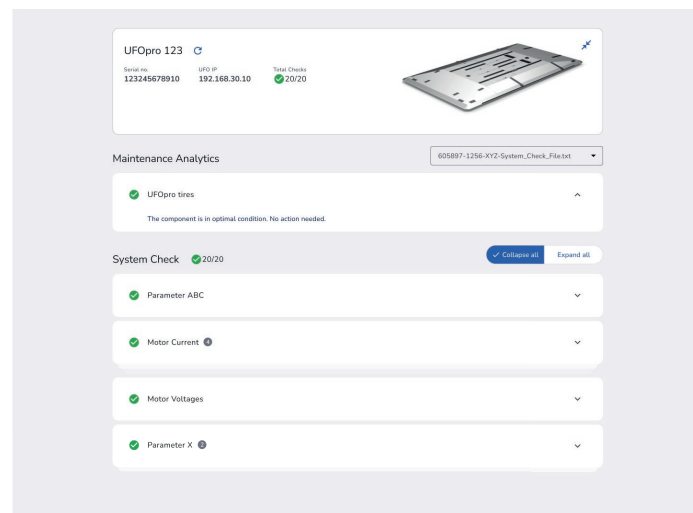 UFOpro 123
Serial no.
123245678910
UFO IP
192.168.30.10
Total Checks
20/20
Maintenance Analytics
605897-1256-XYZ-System_Check_File.txt
UFOpro tires
The component is in optimal condition. No action needed.
System Check 20/20
Collapse all
Expand all
Parameter ABC
Motor Current 4
Motor Voltages
Parameter X 2